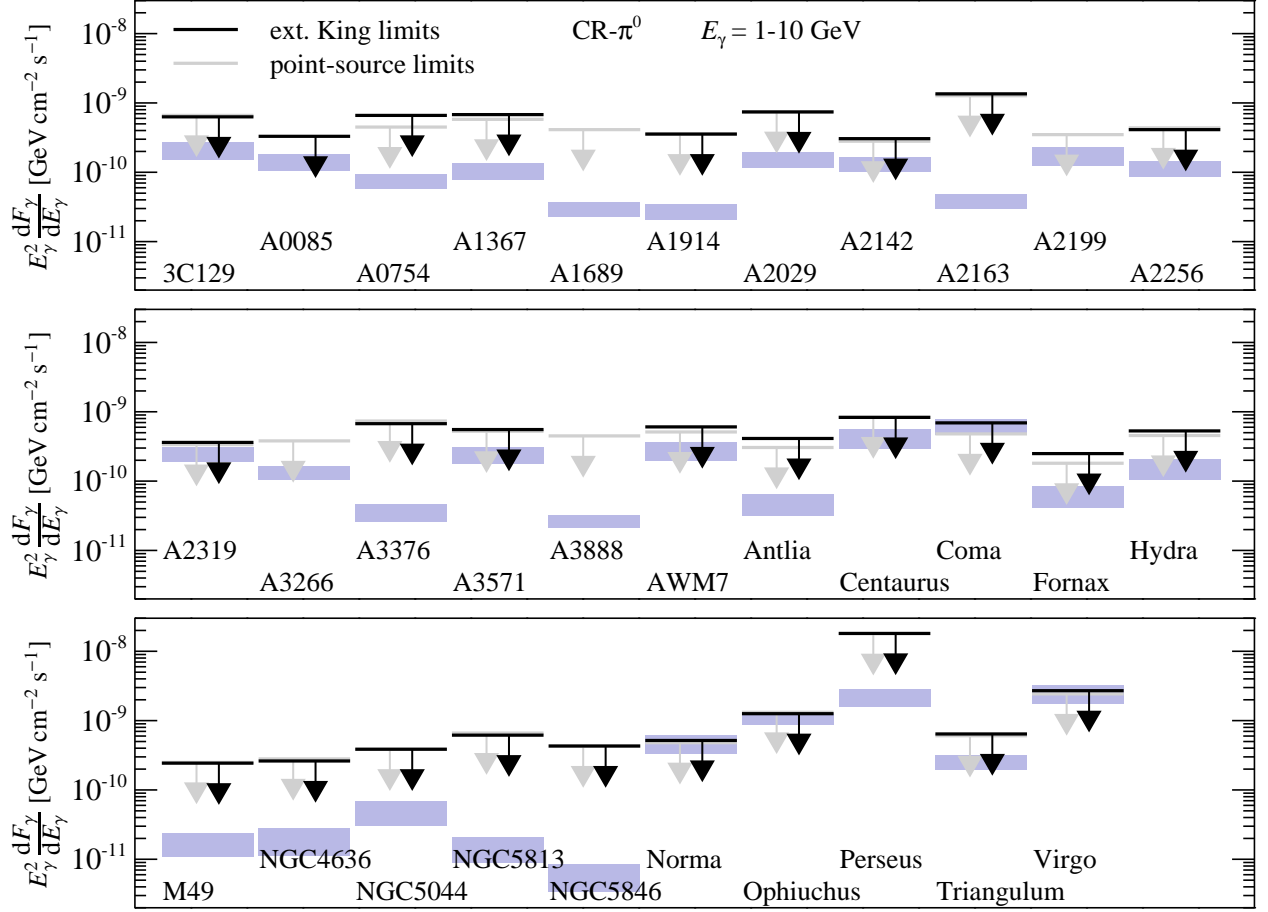 10⁻⁸
10⁻⁹
10⁻¹⁰
10⁻¹¹
E²_γ dF_γ/dE_γ [GeV cm⁻² s⁻¹]
ext. King limits
point-source limits
CR-π⁰
E_γ = 1-10 GeV
A0085 A1367 A1914 A2142 A2199
3C129 A0754 A1689 A2029 A2163 A2256
10⁻⁸
10⁻⁹
10⁻¹⁰
10⁻¹¹
E²_γ dF_γ/dE_γ [GeV cm⁻² s⁻¹]
A2319 A3376 A3888 Antlia Coma Hydra
A3266 A3571 AWM7 Centaurus Fornax
10⁻⁸
10⁻⁹
10⁻¹⁰
10⁻¹¹
E²_γ dF_γ/dE_γ [GeV cm⁻² s⁻¹]
NGC4636 NGC5813 Norma Perseus Virgo
M49 NGC5044 NGC5846 Ophiuchus Triangulum